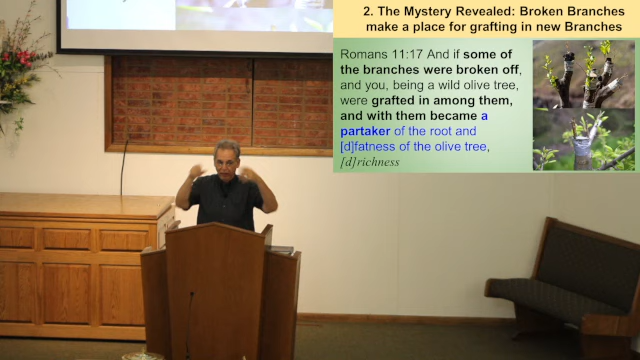 2. The Mystery Revealed: Broken Branches
make a place for grafting in new Branches
Romans 11:17 And if some of
the branches were broken off,
and you, being a wild olive tree,
were grafted in among them,
and with them became a
partaker of the root and
[d]fatness of the olive tree,
[d]richness